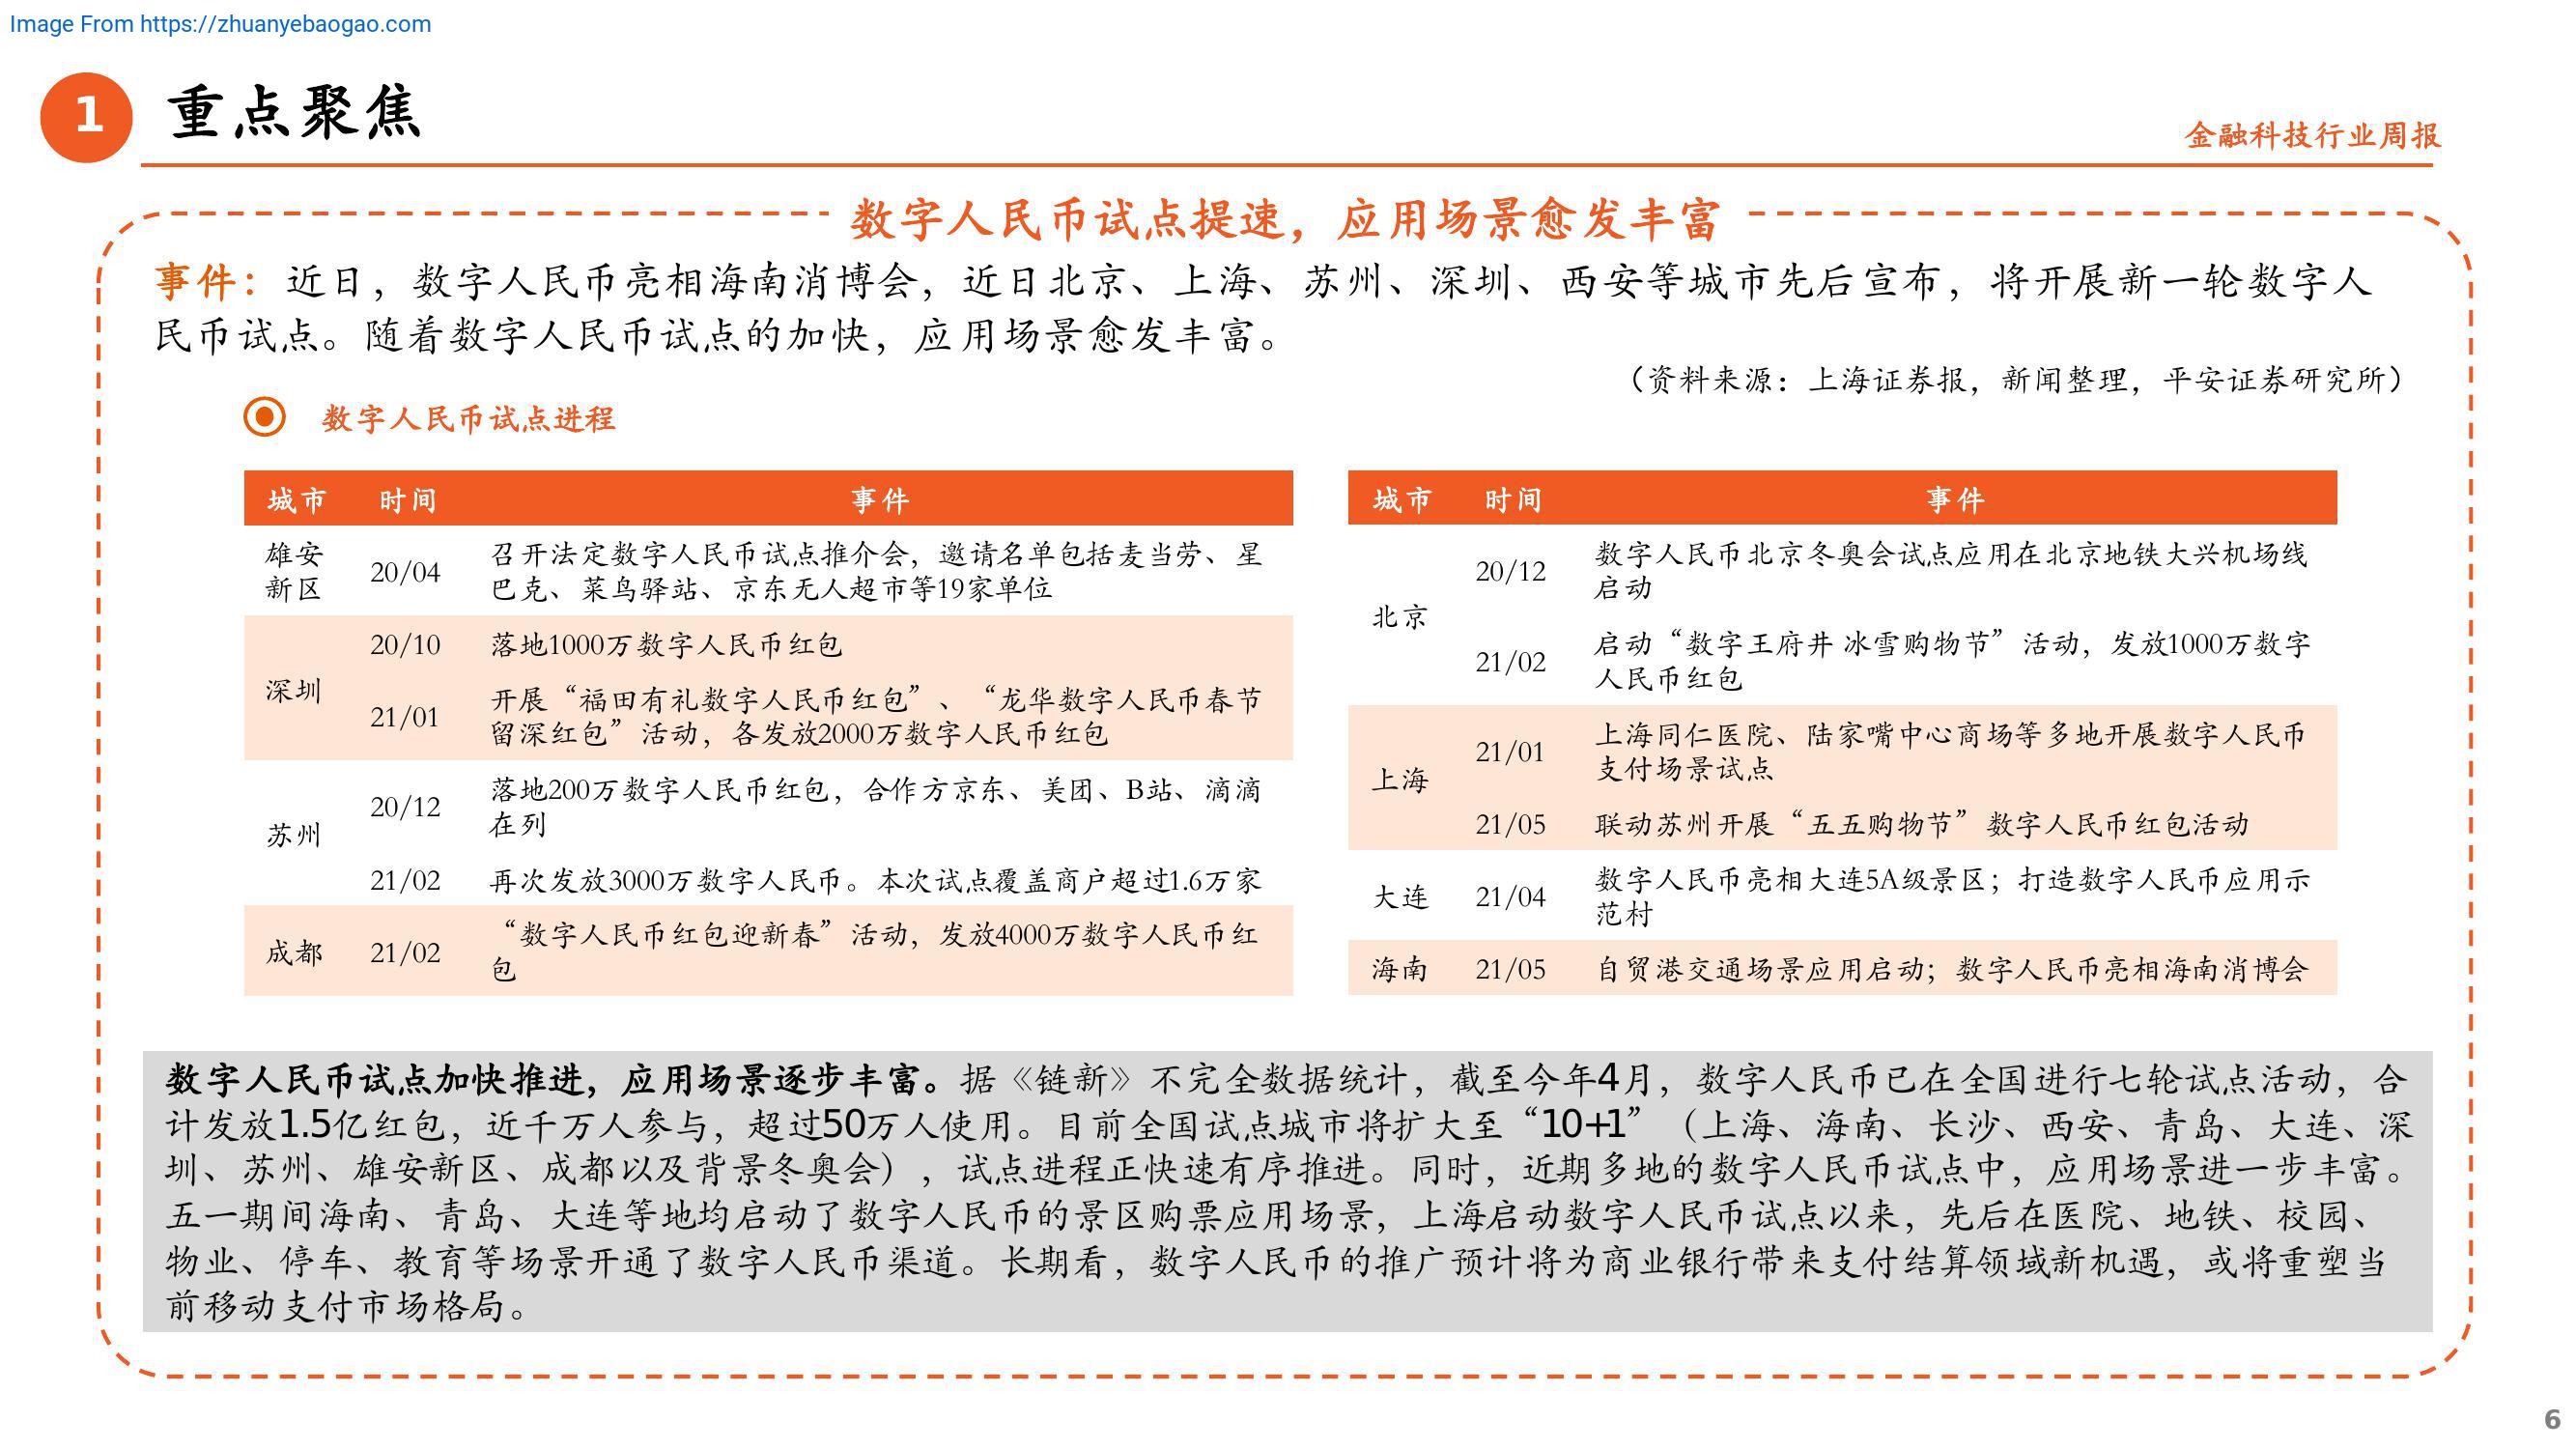 Image From https://zhuanyebaogao.com
1
重点聚焦
金融科技行业周报
数字人民币试点提速，应用场景愈发丰富
事件：近日，数字人民币亮相海南消博会，近日北京、上海、苏州、深圳、西安等城市先后宣布，将开展新一轮数字人
民币试点。随着数字人民币试点的加快，应用场景愈发丰富。
（资料来源：上海证券报，新闻整理，平安证券研究所）
数字人民币试点进程
城市 时间 事件
雄安
新区
20/04
召开法定数字人民币试点推介会，邀请名单包括麦当劳、星
巴克、菜鸟驿站、京东无人超市等19家单位
深圳
20/10 落地1000万数字人民币红包
21/01
开展“福田有礼数字人民币红包”、“龙华数字人民币春节
留深红包”活动，各发放2000万数字人民币红包
苏州
20/12
落地200万数字人民币红包，合作方京东、美团、B站、滴滴
在列
21/02 再次发放3000万数字人民币。本次试点覆盖商户超过1.6万家
成都 21/02
“数字人民币红包迎新春”活动，发放4000万数字人民币红
包
城市 时间 事件
北京
20/12
数字人民币北京冬奥会试点应用在北京地铁大兴机场线
启动
21/02
启动“数字王府井 冰雪购物节”活动，发放1000万数字
人民币红包
上海
21/01
上海同仁医院、陆家嘴中心商场等多地开展数字人民币
支付场景试点
21/05 联动苏州开展“五五购物节”数字人民币红包活动
大连 21/04
数字人民币亮相大连5A级景区；打造数字人民币应用示
范村
海南 21/05 自贸港交通场景应用启动；数字人民币亮相海南消博会
数字人民币试点加快推进，应用场景逐步丰富。据《链新》不完全数据统计，截至今年4月，数字人民币已在全国进行七轮试点活动，合
计发放1.5亿红包，近千万人参与，超过50万人使用。目前全国试点城市将扩大至“10+1”（上海、海南、长沙、西安、青岛、大连、深
圳、苏州、雄安新区、成都以及背景冬奥会），试点进程正快速有序推进。同时，近期多地的数字人民币试点中，应用场景进一步丰富。
五一期间海南、青岛、大连等地均启动了数字人民币的景区购票应用场景，上海启动数字人民币试点以来，先后在医院、地铁、校园、
物业、停车、教育等场景开通了数字人民币渠道。长期看，数字人民币的推广预计将为商业银行带来支付结算领域新机遇，或将重塑当
前移动支付市场格局。
6